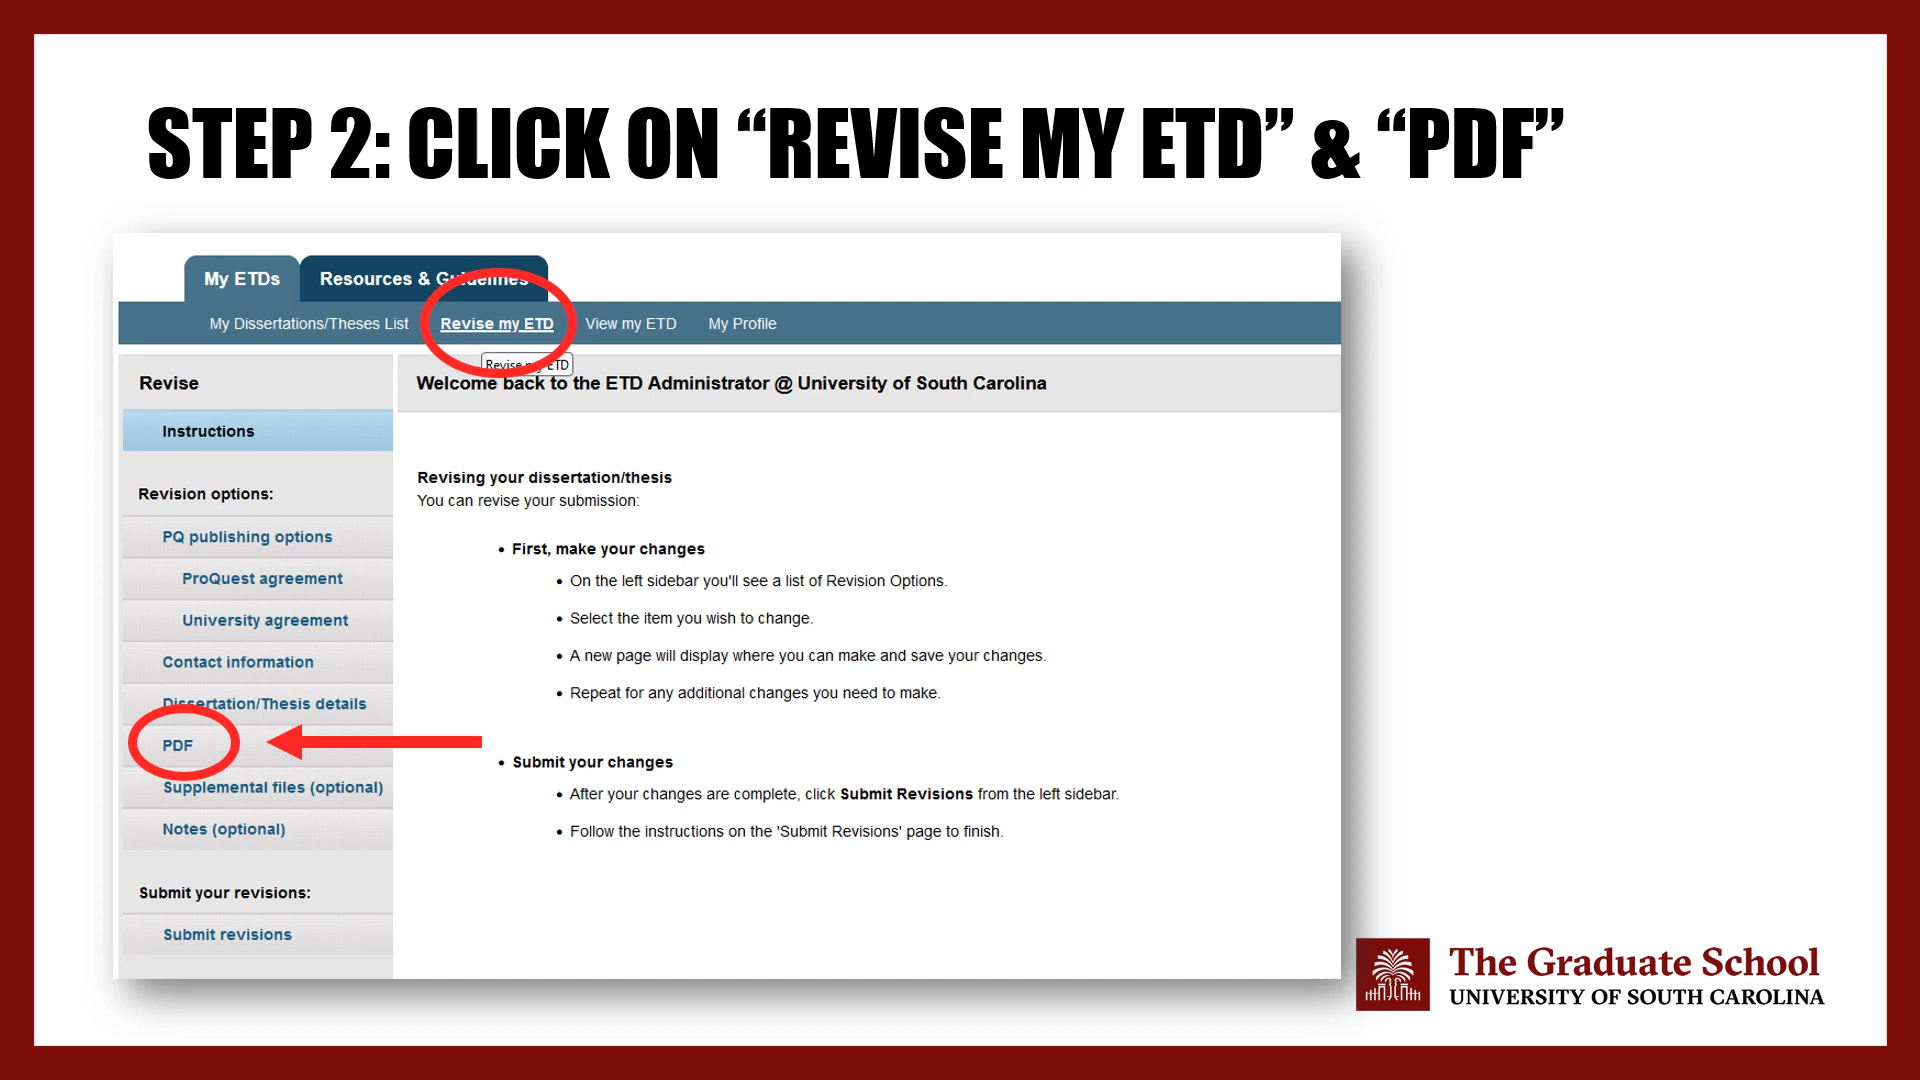 STEP 2: CLICK ON “REVISE MY ETD” & “PDF”
My ETDs
Resources & Guidelines
My Dissertations/Theses List
Revise my ETD
View my ETD
My Profile
Revise my ETD
Revise
Welcome back to the ETD Administrator @ University of South Carolina
Instructions
Revision options:
PQ publishing options
ProQuest agreement
University agreement
Contact information
Dissertation/Thesis details
PDF
Supplemental files (optional)
Notes (optional)
Submit your revisions:
Submit revisions
Revising your dissertation/thesis
You can revise your submission:
• First, make your changes
• On the left sidebar you'll see a list of Revision Options.
• Select the item you wish to change.
• A new page will display where you can make and save your changes.
• Repeat for any additional changes you need to make.
• Submit your changes
• After your changes are complete, click Submit Revisions from the left sidebar.
• Follow the instructions on the 'Submit Revisions' page to finish.
The Graduate School
UNIVERSITY OF SOUTH CAROLINA